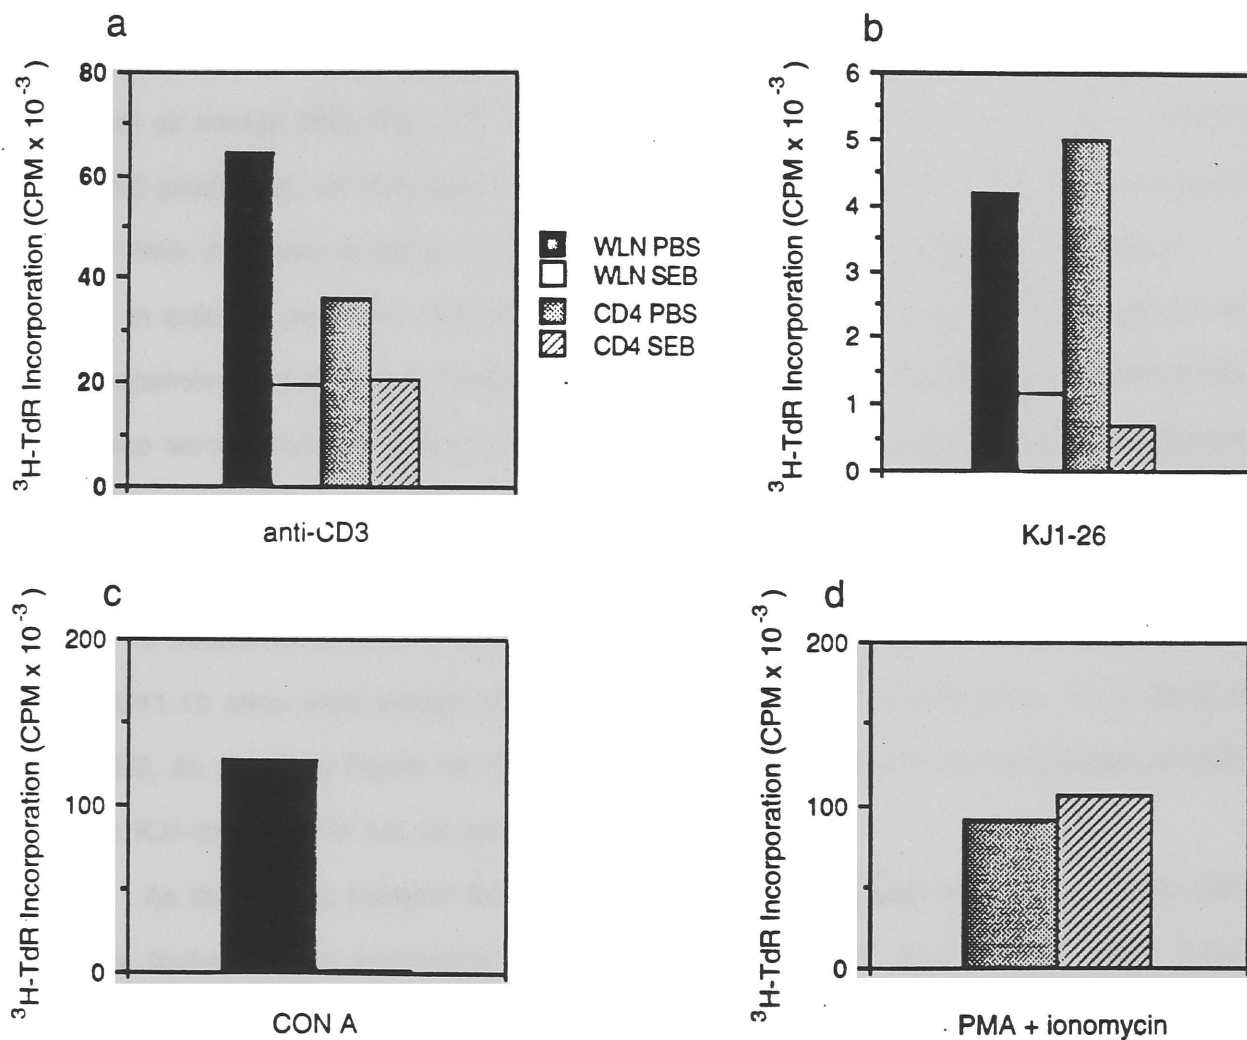 a
³H-TdR Incorporation (CPM x 10⁻³)
80
60
40
20
0
anti-CD3
WLN PBS
WLN SEB
CD4 PBS
CD4 SEB
b
³H-TdR Incorporation (CPM x 10⁻³)
6
5
4
3
2
1
0
KJ1-26
c
³H-TdR Incorporation (CPM x 10⁻³)
200
100
0
CON A
d
³H-TdR Incorporation (CPM x 10⁻³)
200
100
0
PMA + ionomycin